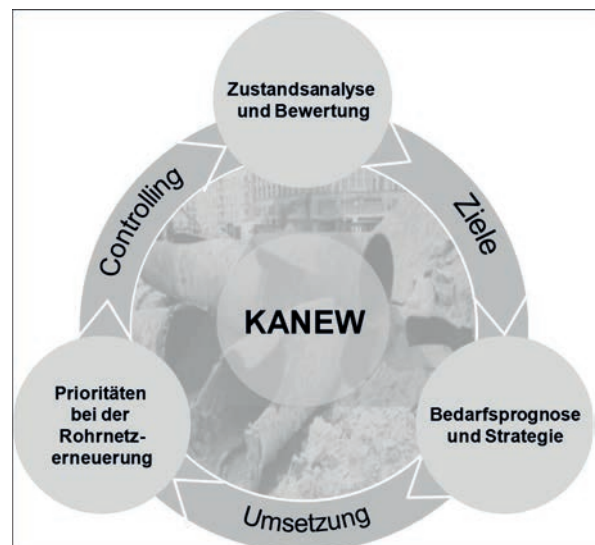 Zustandsanalyse
und Bewertung
Controlling
Ziele
KANEW
Prioritäten
bei der
Rohrnetz-
erneuerung
Bedarfsprognose
und Strategie
Umsetzung